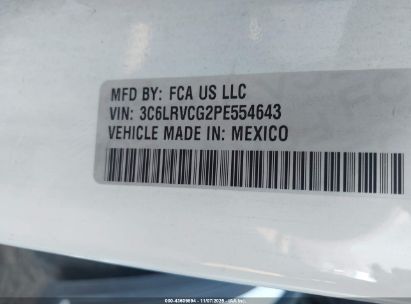 MFD BY: FCA US LLC
VIN: 3C6LRVCG2PE554643
VEHICLE MADE IN: MEXICO